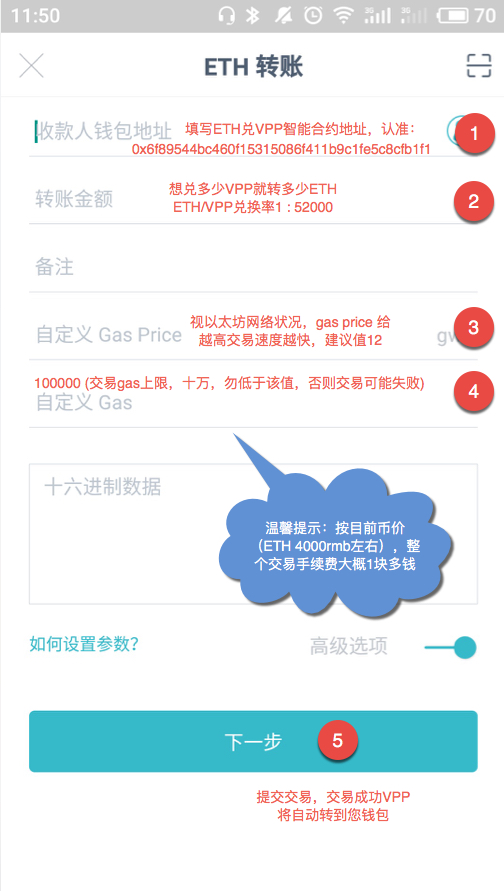 11:50
3G
3G
70
ETH 转账
收款人钱包地址
填写ETH兑VPP智能合约地址，认准：
0x6f89544bc460f15315086f411b9c1fe5c8cfb1f1
1
转账金额
想兑多少VPP就转多少ETH
ETH/VPP兑换率1 : 52000
2
备注
自定义 Gas Price
视以太坊网络状况，gas price 给
越高交易速度越快，建议值12
3
100000 (交易gas上限，十万，勿低于该值，否则交易可能失败)
自定义 Gas
4
十六进制数据
温馨提示：按目前币价
（ETH 4000rmb左右），整
个交易手续费大概1块多钱
如何设置参数?
高级选项
下一步
5
提交交易，交易成功VPP
将自动转到您钱包